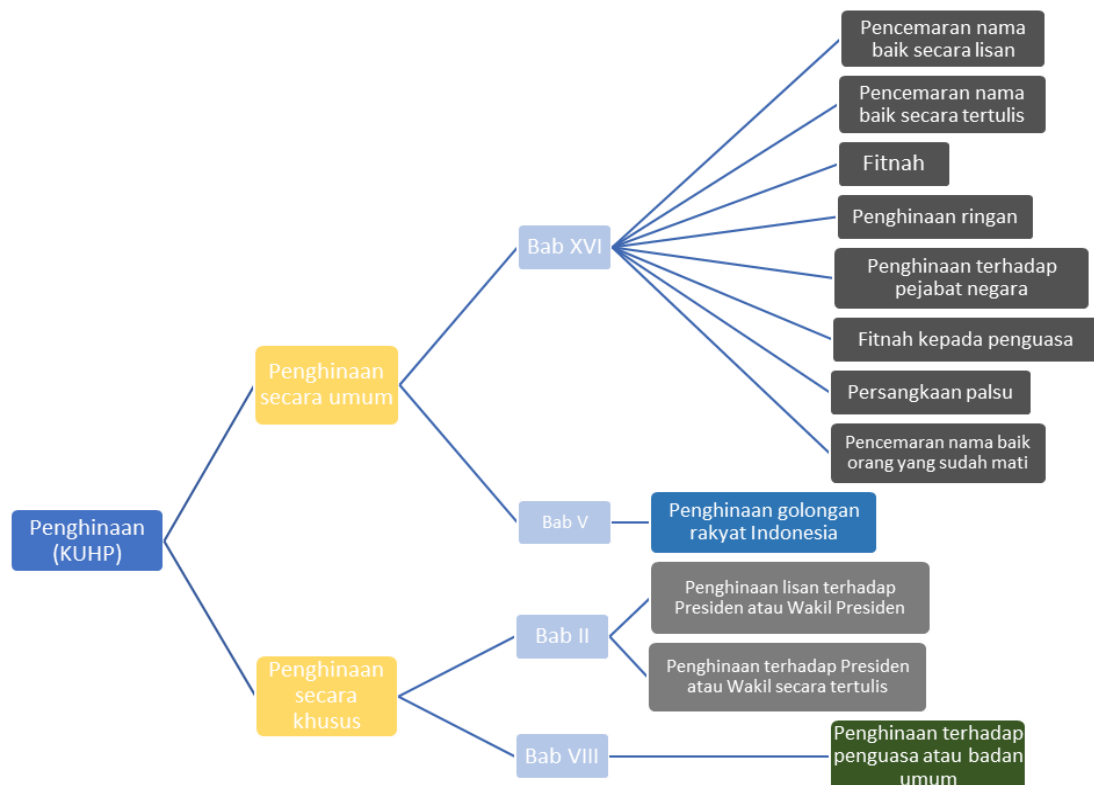 Penghinaan
(KUHP)
Penghinaan
secara umum
Bab XVI
Pencemaran nama
baik secara lisan
Pencemaran nama
baik secara tertulis
Fitnah
Penghinaan ringan
Penghinaan terhadap
pejabat negara
Fitnah kepada penguasa
Persangkaan palsu
Pencemaran nama baik
orang yang sudah mati
Bab V
Penghinaan golongan
rakyat Indonesia
Penghinaan
secara
khusus
Bab II
Penghinaan lisan terhadap
Presiden atau Wakil Presiden
Penghinaan terhadap Presiden
atau Wakil secara tertulis
Bab VIII
Penghinaan terhadap
penguasa atau badan
umum